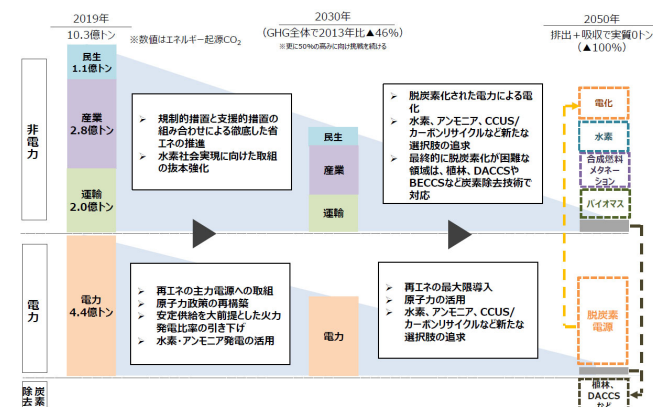 2019年
10.3億トン
※数値はエネルギー起源CO2
2030年
(GHG全体で2013年比▲46%)
※更に50%の高みに向け挑戦を続ける
2050年
排出+吸収で実質0トン
(▲100%)
非電力
民生
1.1億トン
産業
2.8億トン
運輸
2.0億トン
➢ 規制的措置と支援的措置の
組み合わせによる徹底した省
エネの推進
➢ 水素社会実現に向けた取組
の抜本強化
民生
産業
運輸
➢ 脱炭素化された電力による電
化
➢ 水素、アンモニア、CCUS/
カーボンリサイクルなど新たな
選択肢の追求
➢ 最終的に脱炭素化が困難な
領域は、植林、DACCSや
BECCSなど炭素除去技術で
対応
電化
水素
合成燃料
メタネー
ション
バイオマス
電力
電力
4.4億トン
➢ 再エネの主力電源への取組
➢ 原子力政策の再構築
➢ 安定供給を大前提とした火力
発電比率の引き下げ
➢ 水素・アンモニア発電の活用
電力
➢ 再エネの最大限導入
➢ 原子力の活用
➢ 水素、アンモニア、CCUS/
カーボンリサイクルなど新たな
選択肢の追求
脱炭素
電源
炭素
除去
植林、
DACCS
など